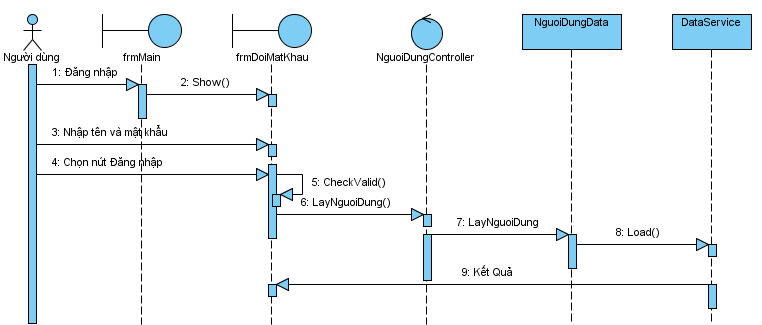 NguoiDungData
DataService
Người dùng
frmMain
frmDoiMatKhau
NguoiDungController
1: Đăng nhập
2: Show()
3: Nhập tên và mật khẩu
4: Chọn nút Đăng nhập
5: CheckValid()
6: LayNguoiDung()
7: LayNguoiDung
8: Load()
9: Kết Quả